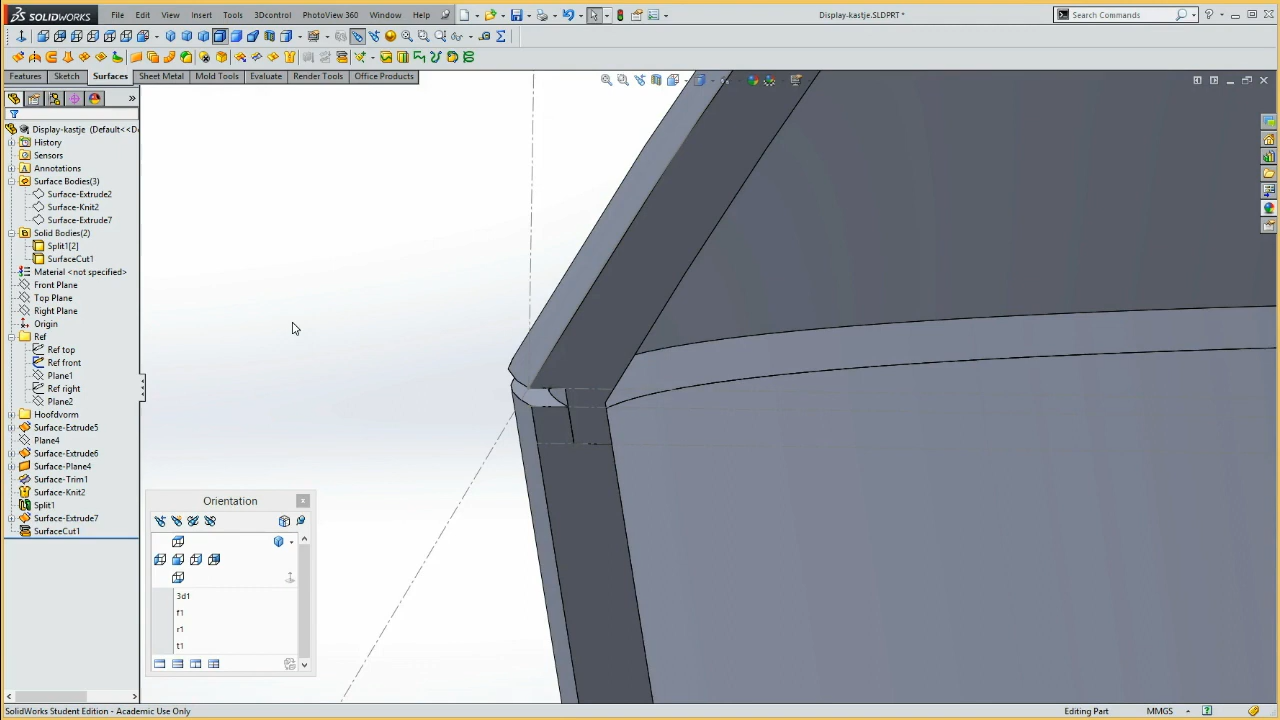 SOLIDWORKS File Edit View Insert Tools 3Dcontrol PhotoView 360 Window Help Display-kastje.SLDPRT * Search Commands
Features Sketch Surfaces Sheet Metal Mold Tools Evaluate Render Tools Office Products
Display-kastje (Default<<D
History
Sensors
Annotations
Surface Bodies(3)
Surface-Extrude2
Surface-Knit2
Surface-Extrude7
Solid Bodies(2)
Split1[2]
SurfaceCut1
Material <not specified>
Front Plane
Top Plane
Right Plane
Origin
Ref
Ref top
Ref front
Plane1
Ref right
Plane2
Hoofdvorm
Surface-Extrude5
Plane4
Surface-Extrude6
Surface-Plane4
Surface-Trim1
Surface-Knit2
Split1
Surface-Extrude7
SurfaceCut1
Orientation
3d1
f1
r1
t1
SolidWorks Student Edition - Academic Use Only Editing Part MMGS